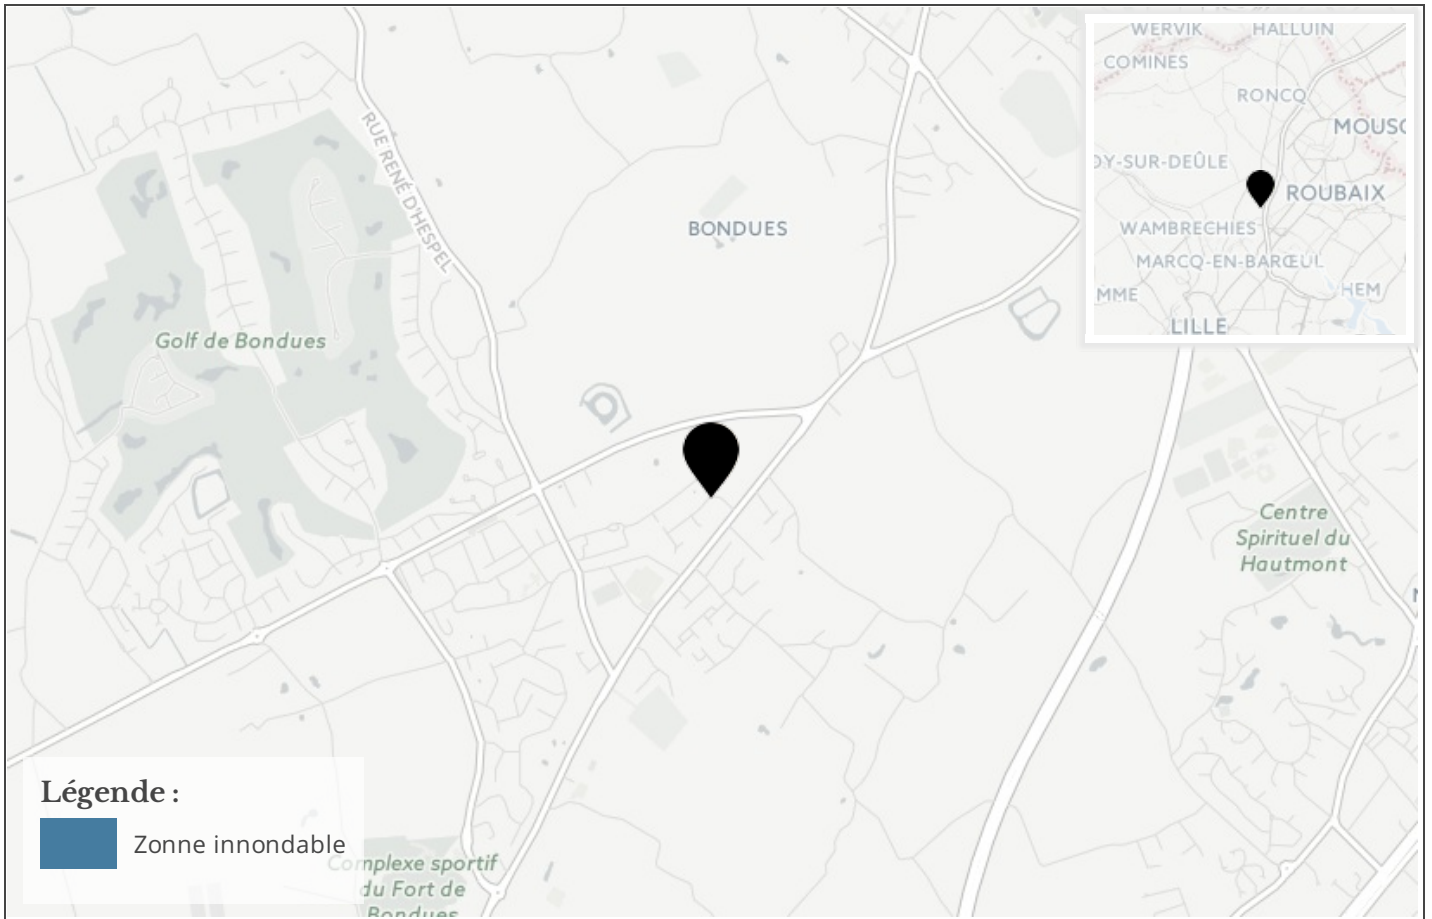 RUE RENÉ D'HESPEL
BONDUES
Golf de Bondues
Centre
Spirituel du
Hautmont
Complexe sportif
du Fort de
Bondues
Légende :
Zonne innondable
WERVIK
HALLUIN
COMINES
RONCQ
MOUSC
OY-SUR-DEÛLE
ROUBAIX
WAMBRECHIES
MARCQ-EN-BARŒUL
MME
HEM
LILLE